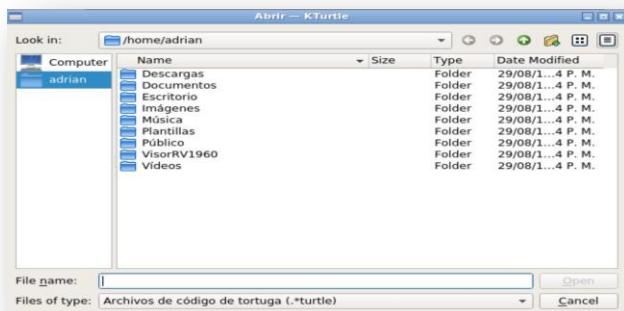 Abrir — KTurtle
Look in: /home/adrian
Computer
adrian
Name Size Type Date Modified
Descargas Folder 29/08/1...4 P. M.
Documentos Folder 29/08/1...4 P. M.
Escritorio Folder 29/08/1...4 P. M.
Imágenes Folder 29/08/1...4 P. M.
Música Folder 29/08/1...4 P. M.
Plantillas Folder 29/08/1...4 P. M.
Público Folder 29/08/1...4 P. M.
VisorRV1960 Folder 29/08/1...4 P. M.
Vídeos Folder 29/08/1...4 P. M.
File name: Open
Files of type: Archivos de código de tortuga (.*turtle) Cancel